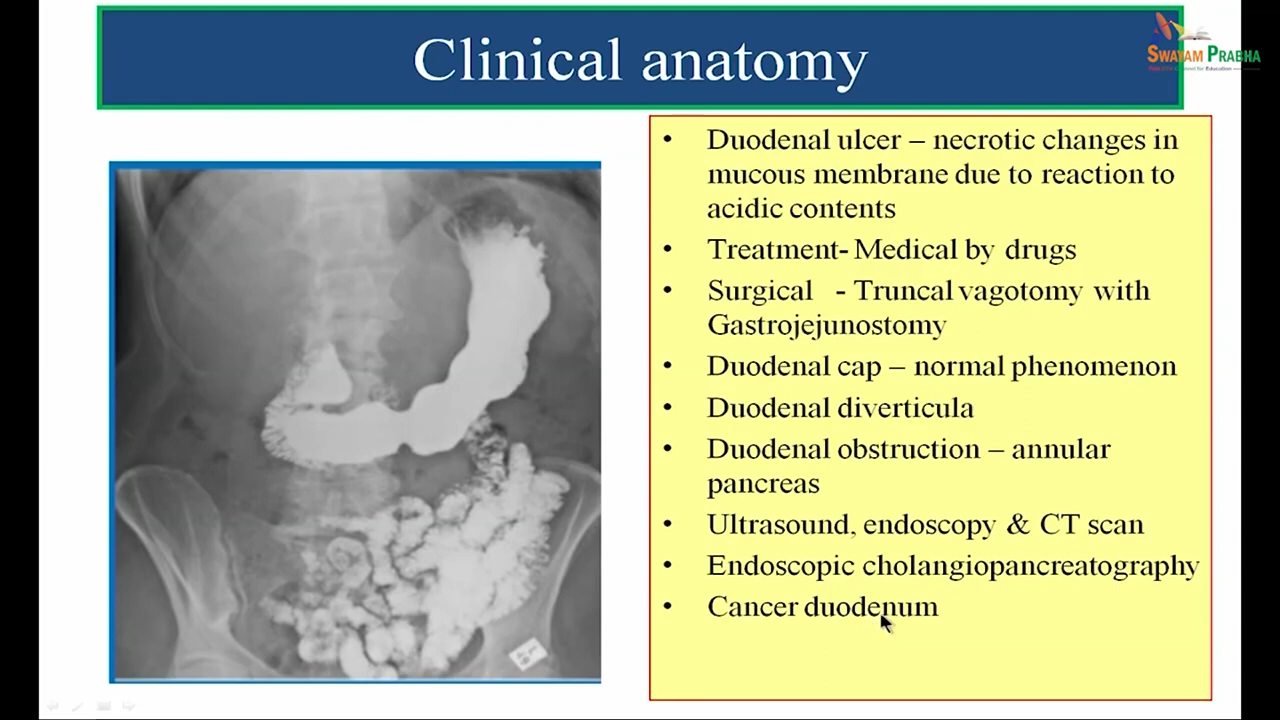 Clinical anatomy
SWAYAM PRABHA
• Duodenal ulcer – necrotic changes in
mucous membrane due to reaction to
acidic contents
• Treatment- Medical by drugs
• Surgical - Truncal vagotomy with
Gastrojejunostomy
• Duodenal cap – normal phenomenon
• Duodenal diverticula
• Duodenal obstruction – annular
pancreas
• Ultrasound, endoscopy & CT scan
• Endoscopic cholangiopancreatography
• Cancer duodenum